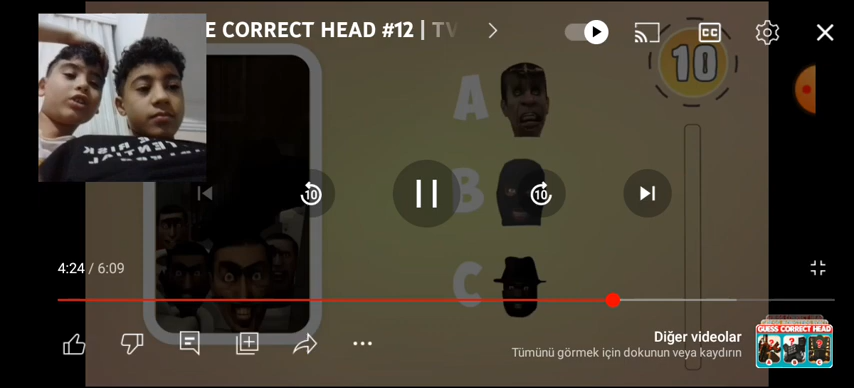 E CORRECT HEAD #12 | TV
CC
10
A
B
C
10
10
4:24 / 6:09
Diğer videolar
Tümünü görmek için dokunun veya kaydırın
GUESS CORRECT HEAD
A B C